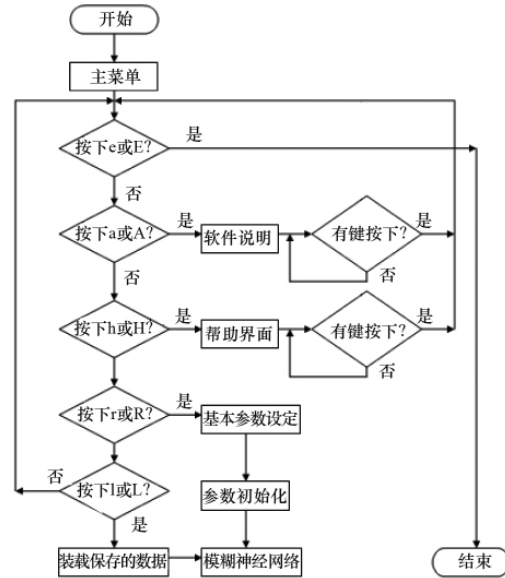 开始
主菜单
按下e或E?
是
否
按下a或A?
是
软件说明
有键按下?
是
否
否
按下h或H?
是
帮助界面
有键按下?
是
否
按下r或R?
是
基本参数设定
否
按下l或L?
参数初始化
是
装载保存的数据
模糊神经网络
结束